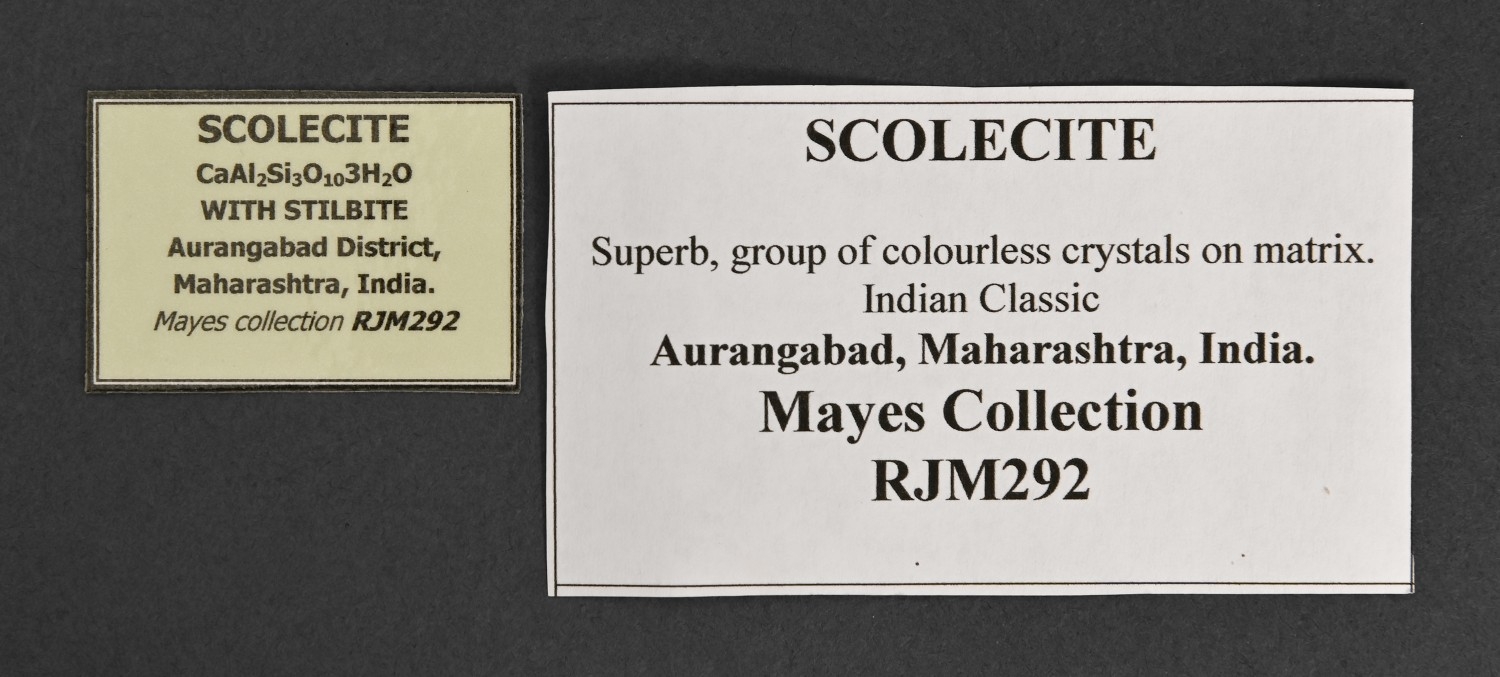 SCOLECITE
CaAl₂Si₃O₁₀3H₂O
WITH STILBITE
Aurangabad District,
Maharashtra, India.
Mayes collection RJM292
SCOLECITE
Superb, group of colourless crystals on matrix.
Indian Classic
Aurangabad, Maharashtra, India.
Mayes Collection
RJM292